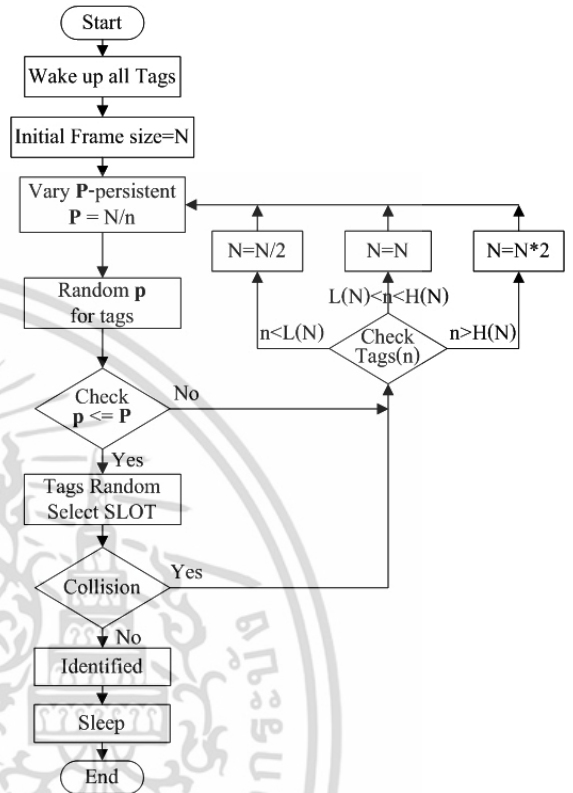 Start
Wake up all Tags
Initial Frame size=N
Vary P-persistent
P = N/n
N=N/2
N=N
N=N*2
Random p
for tags
L(N)<n<H(N)
n<L(N)
Check
Tags(n)
n>H(N)
Check
p <= P
No
Yes
Tags Random
Select SLOT
Collision
Yes
No
Identified
Sleep
End